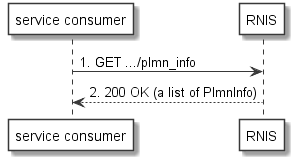 service consumer
RNIS
1. GET .../plmn_info
2. 200 OK (a list of PlmnInfo)
service consumer
RNIS